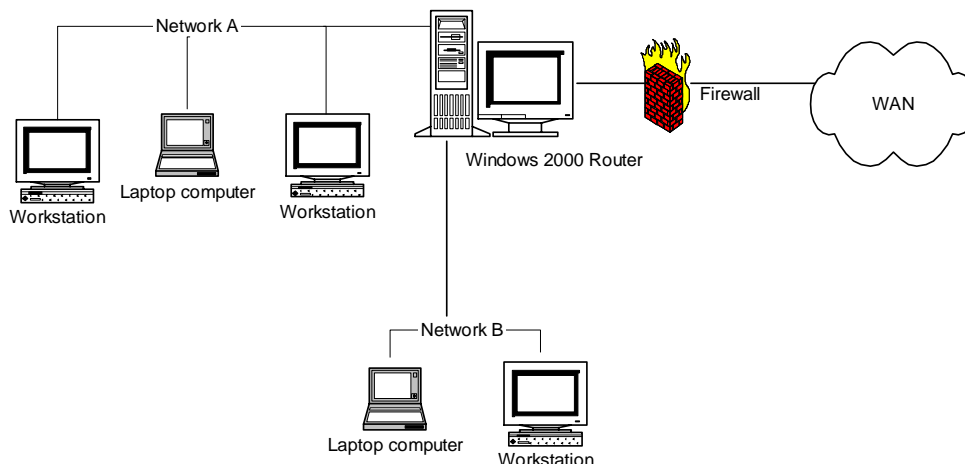 Network A
Firewall
WAN
Windows 2000 Router
Laptop computer
Workstation
Workstation
Network B
Laptop computer
Workstation